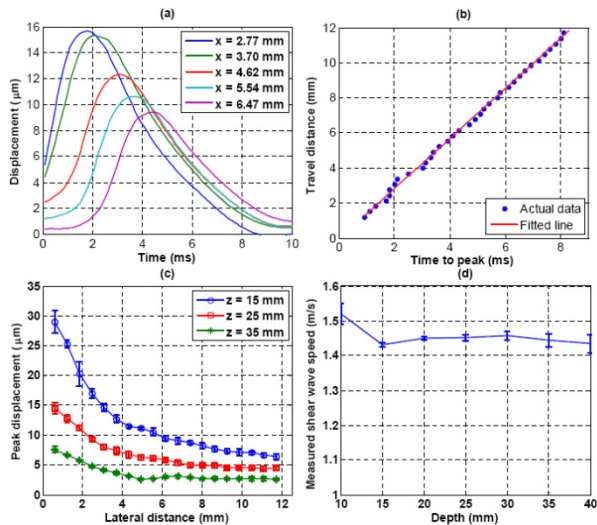 (a)
16
14
12
10
8
6
4
2
0
0 2 4 6 8 10
Displacement (μm)
Time (ms)
x = 2.77 mm
x = 3.70 mm
x = 4.62 mm
x = 5.54 mm
x = 6.47 mm
(b)
12
10
8
6
4
2
0
0 2 4 6 8
Travel distance (mm)
Time to peak (ms)
Actual data
Fitted line
(c)
35
30
25
20
15
10
5
0
0 2 4 6 8 10 12
Peak displacement (μm)
Lateral distance (mm)
z = 15 mm
z = 25 mm
z = 35 mm
(d)
1.6
1.5
1.4
1.3
1.2
1.1
1
10 15 20 25 30 35 40
Measured shear wave speed (m/s)
Depth (mm)